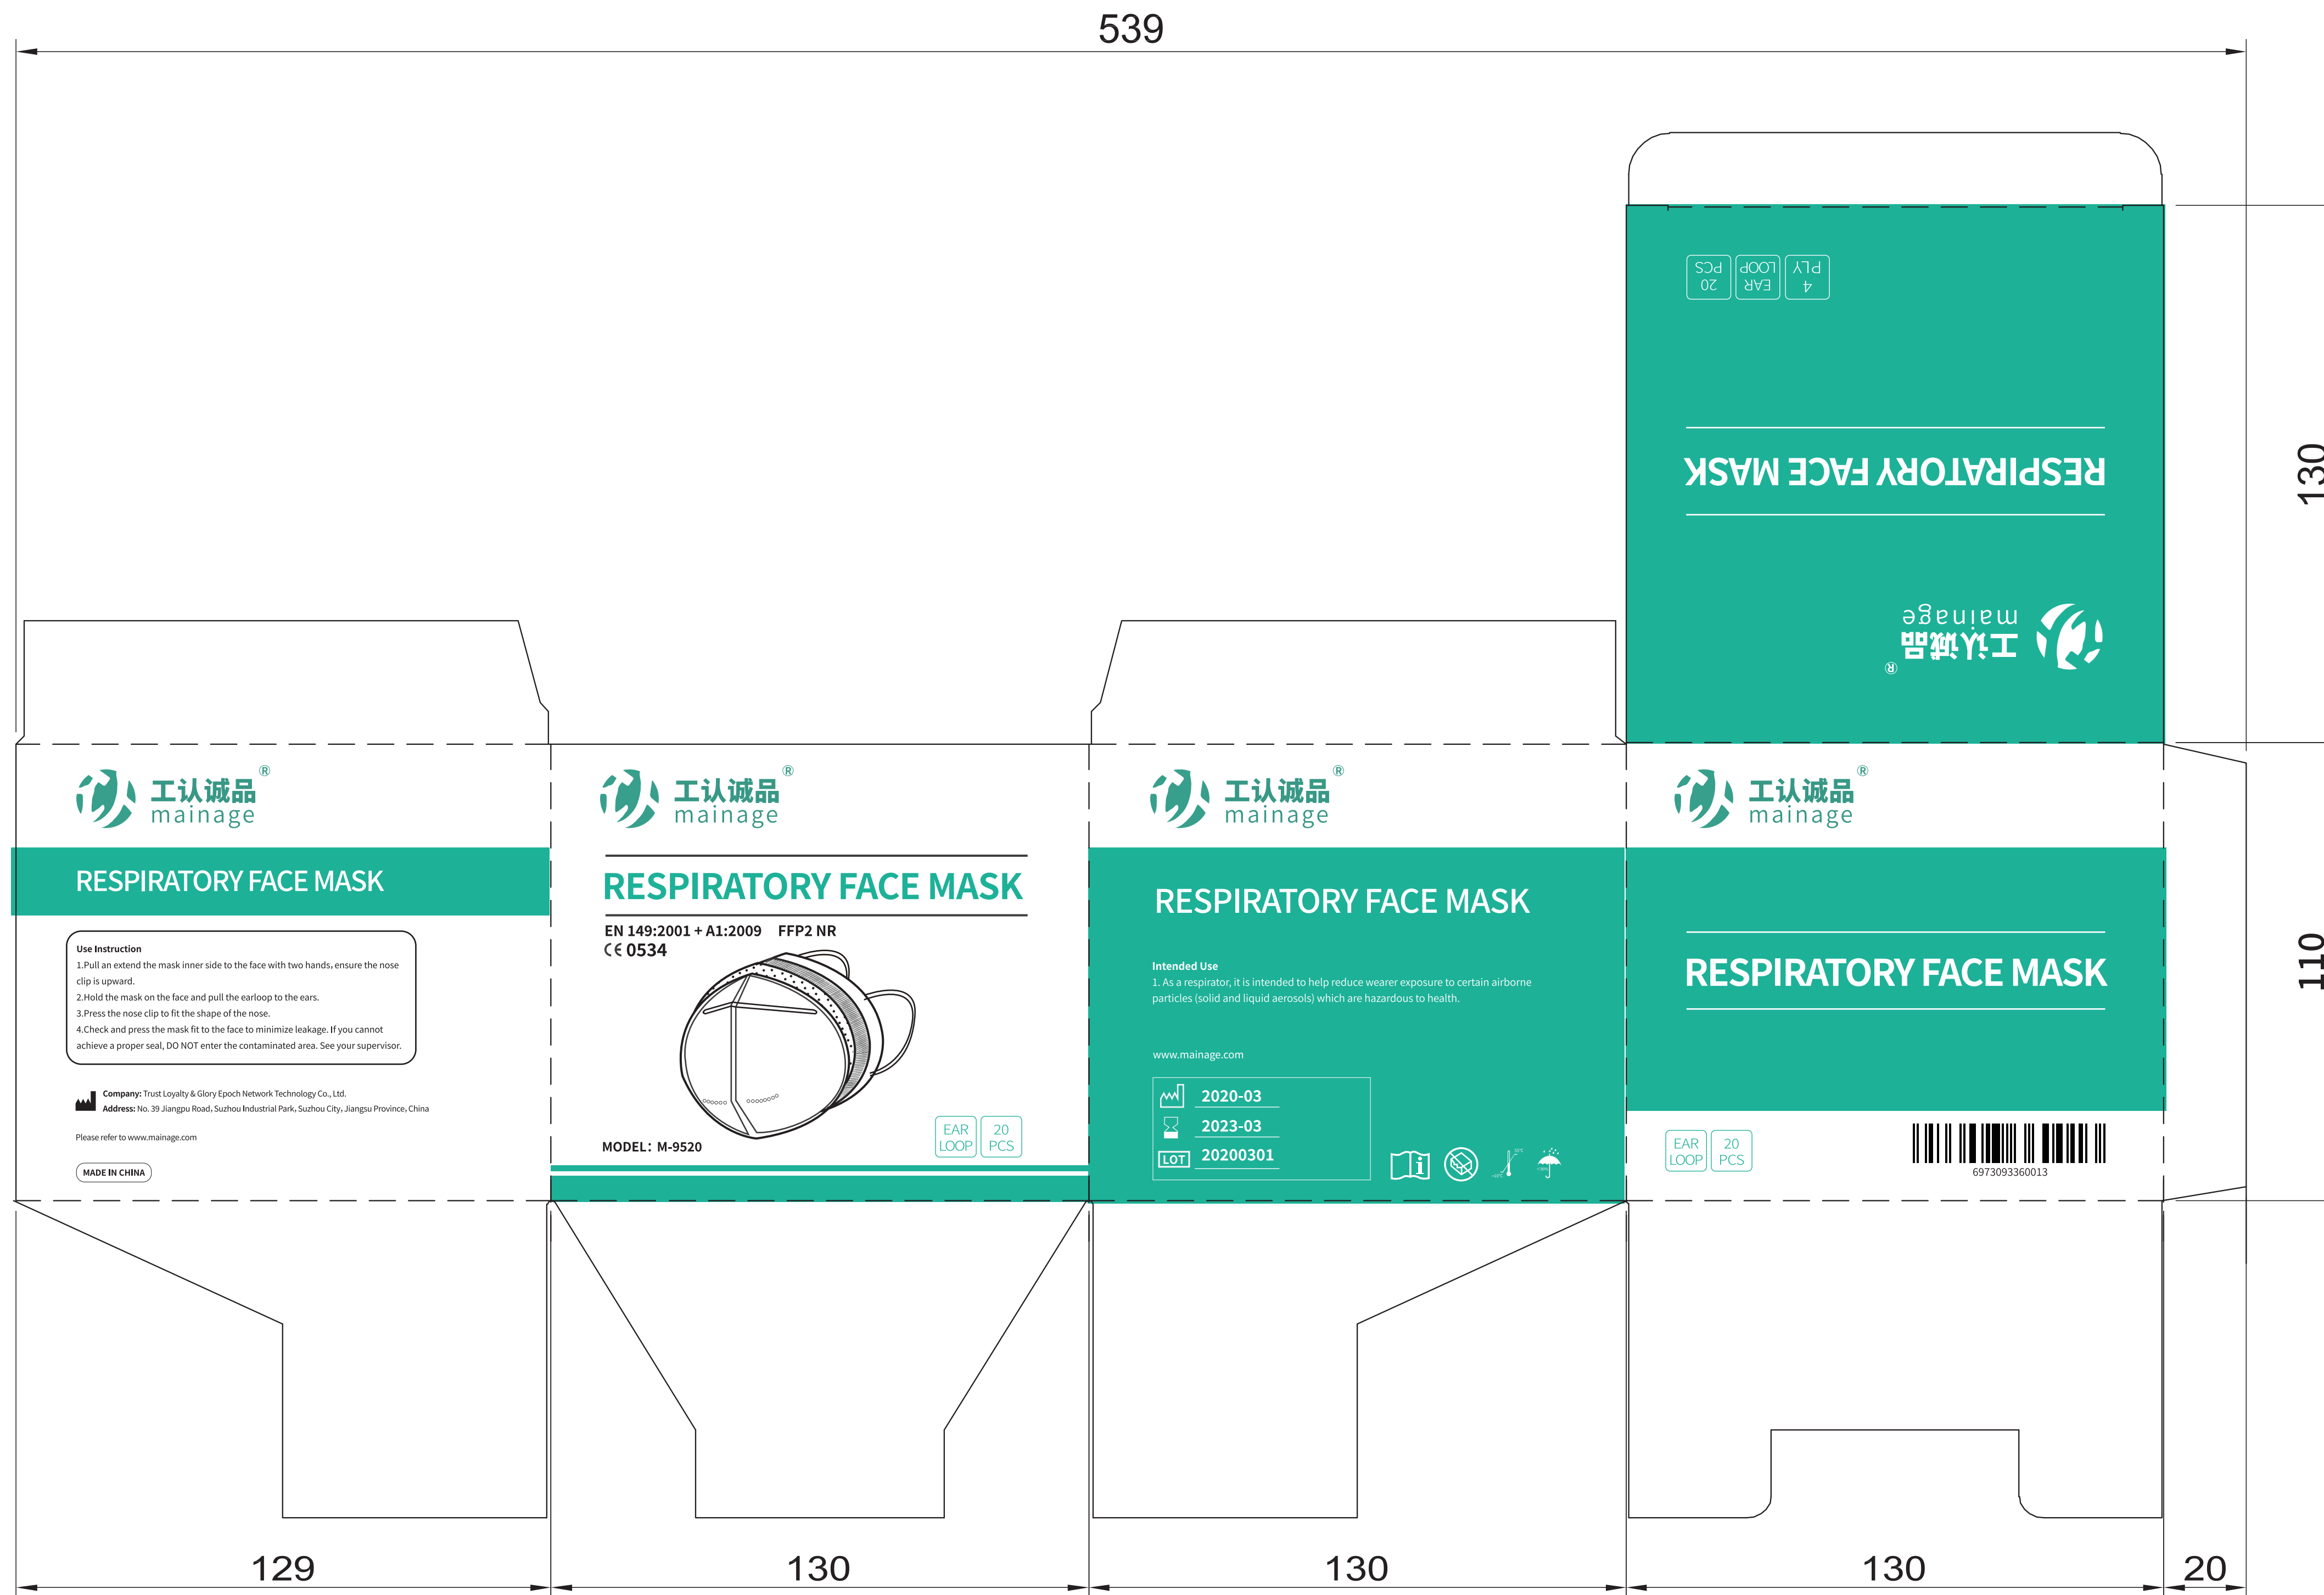 539
4
PLY
EAR
LOOP
20
PCS
RESPIRATORY FACE MASK
工认诚品®
mainage
130
工认诚品®
mainage
RESPIRATORY FACE MASK
Use Instruction
1.Pull an extend the mask inner side to the face with two hands, ensure the nose
clip is upward.
2.Hold the mask on the face and pull the earloop to the ears.
3.Press the nose clip to fit the shape of the nose.
4.Check and press the mask fit to the face to minimize leakage. If you cannot
achieve a proper seal, DO NOT enter the contaminated area. See your supervisor.
Company: Trust Loyalty & Glory Epoch Network Technology Co., Ltd.
Address: No. 39 Jiangpu Road, Suzhou Industrial Park, Suzhou City, Jiangsu Province, China
Please refer to www.mainage.com
MADE IN CHINA
工认诚品®
mainage
RESPIRATORY FACE MASK
EN 149:2001 + A1:2009 FFP2 NR
CE 0534
MODEL: M-9520
EAR
LOOP
20
PCS
工认诚品®
mainage
RESPIRATORY FACE MASK
Intended Use
1. As a respirator, it is intended to help reduce wearer exposure to certain airborne
particles (solid and liquid aerosols) which are hazardous to health.
www.mainage.com
2020-03
2023-03
LOT 20200301
工认诚品®
mainage
RESPIRATORY FACE MASK
EAR
LOOP
20
PCS
6973093360013
110
129
130
130
130
20